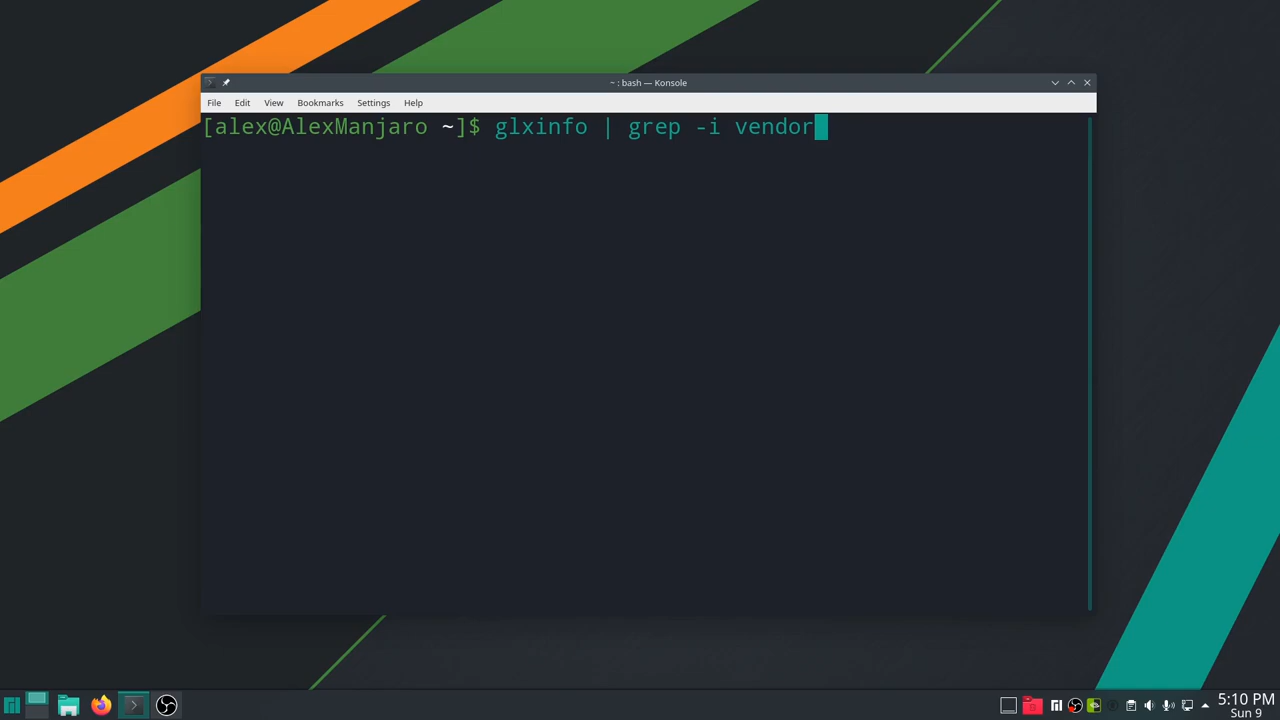 ~ : bash — Konsole
File Edit View Bookmarks Settings Help
[alex@AlexManjaro ~]$ glxinfo | grep -i vendor
5:10 PM
Sun 9